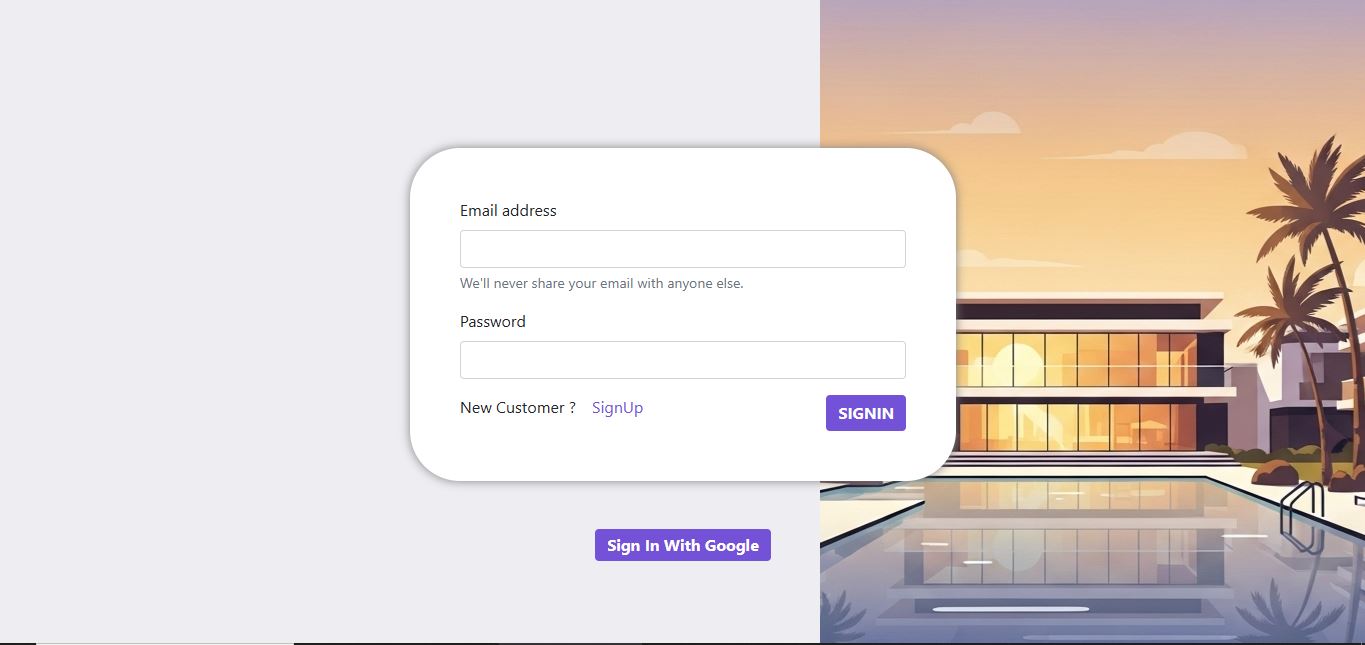 Email address
We'll never share your email with anyone else.
Password
New Customer ? SignUp
SIGNIN
Sign In With Google